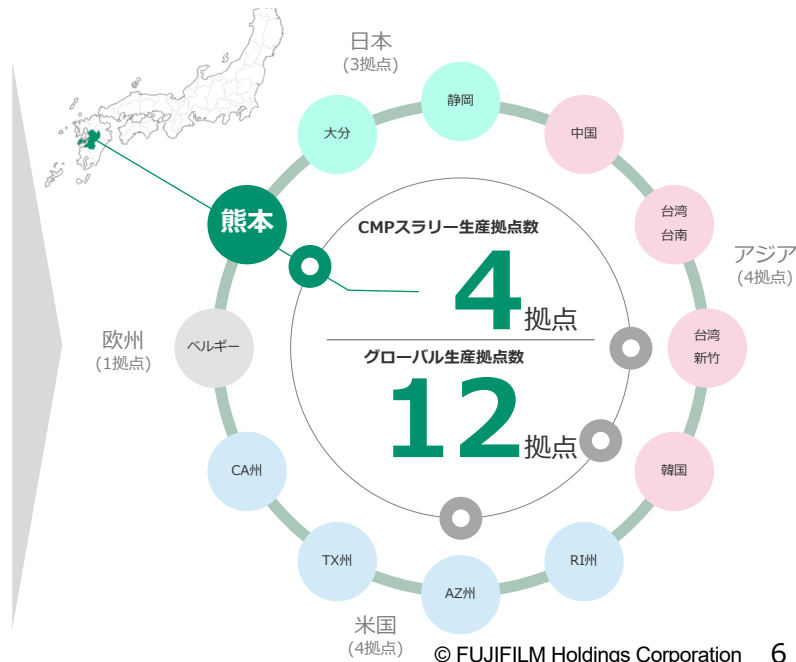 日本
(3拠点)
静岡
大分
中国
熊本
台湾
台南
アジア
(4拠点)
CMPスラリー生産拠点数
4拠点
グローバル生産拠点数
12拠点
欧州
(1拠点)
ベルギー
台湾
新竹
CA州
韓国
TX州
RI州
AZ州
米国
(4拠点)
© FUJIFILM Holdings Corporation 6